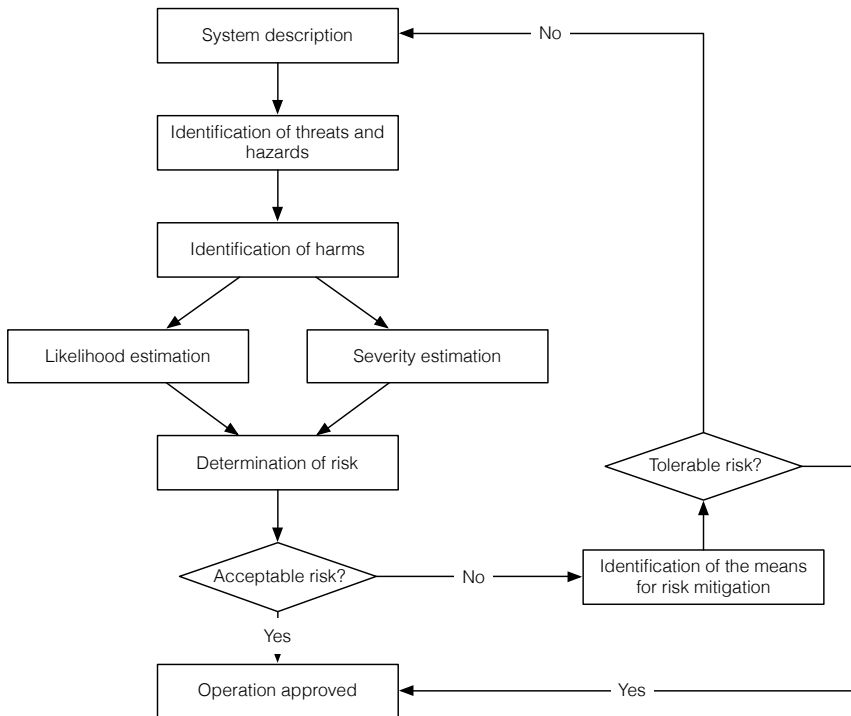 System description
No
Identification of threats and
hazards
Identification of harms
Likelihood estimation
Severity estimation
Determination of risk
Tolerable risk?
Acceptable risk?
No
Identification of the means
for risk mitigation
Yes
Operation approved
Yes